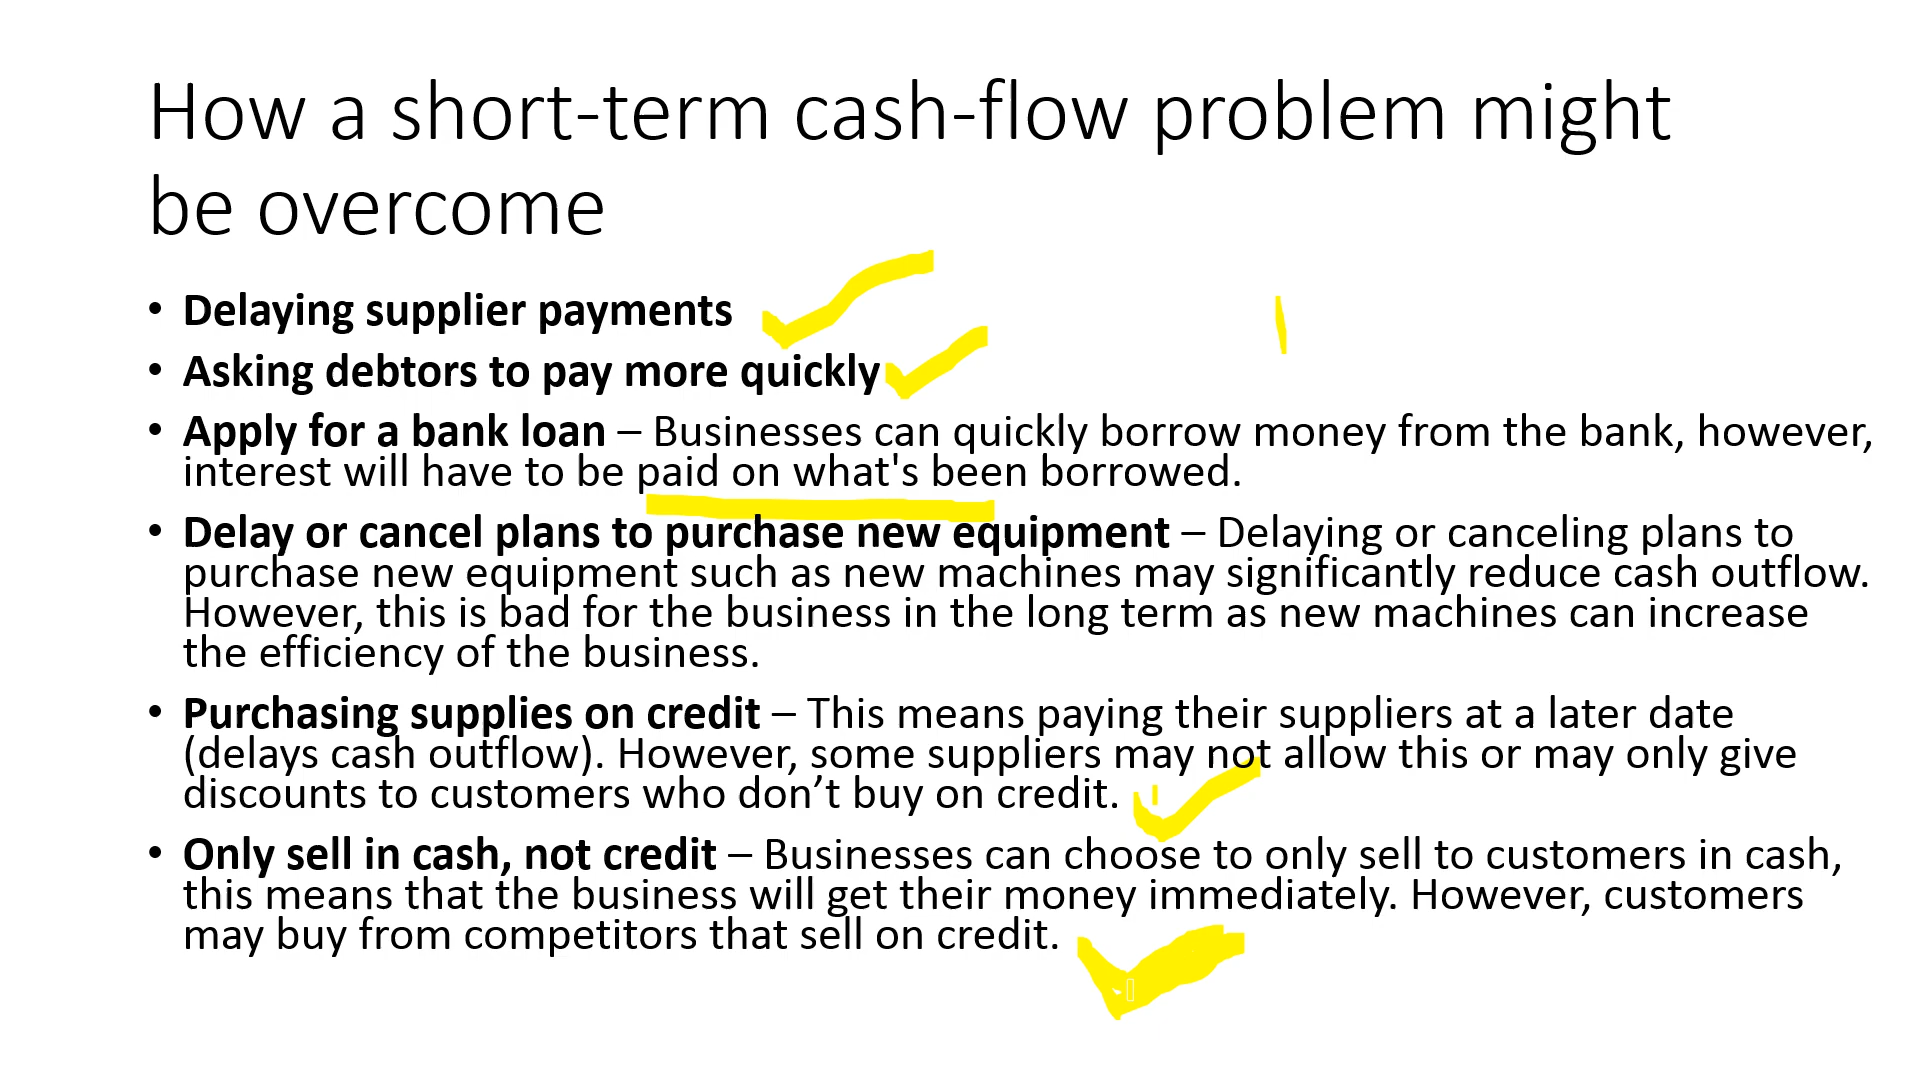 How a short-term cash-flow problem might
be overcome
• Delaying supplier payments
• Asking debtors to pay more quickly
• Apply for a bank loan – Businesses can quickly borrow money from the bank, however,
interest will have to be paid on what's been borrowed.
• Delay or cancel plans to purchase new equipment – Delaying or canceling plans to
purchase new equipment such as new machines may significantly reduce cash outflow.
However, this is bad for the business in the long term as new machines can increase
the efficiency of the business.
• Purchasing supplies on credit – This means paying their suppliers at a later date
(delays cash outflow). However, some suppliers may not allow this or may only give
discounts to customers who don’t buy on credit.
• Only sell in cash, not credit – Businesses can choose to only sell to customers in cash,
this means that the business will get their money immediately. However, customers
may buy from competitors that sell on credit.